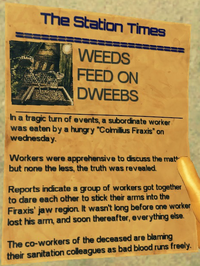 The Station Times
WEEDS
FEED ON
DWEEBS
In a tragic turn of events, a subordinate worker
was eaten by a hungry "Colmillius Fraxis" on
wednesday.
Workers were apprehensive to discuss the
but none the less, the truth was revealed.
Reports indicate a group of workers got together
to dare each other to stick their arms into the
Fraxis' jaw region. It wasn't long before one worker
lost his arm, and soon thereafter, everything else.
The co-workers of the deceased are blaming
their sanitation colleagues as bad blood runs freely.